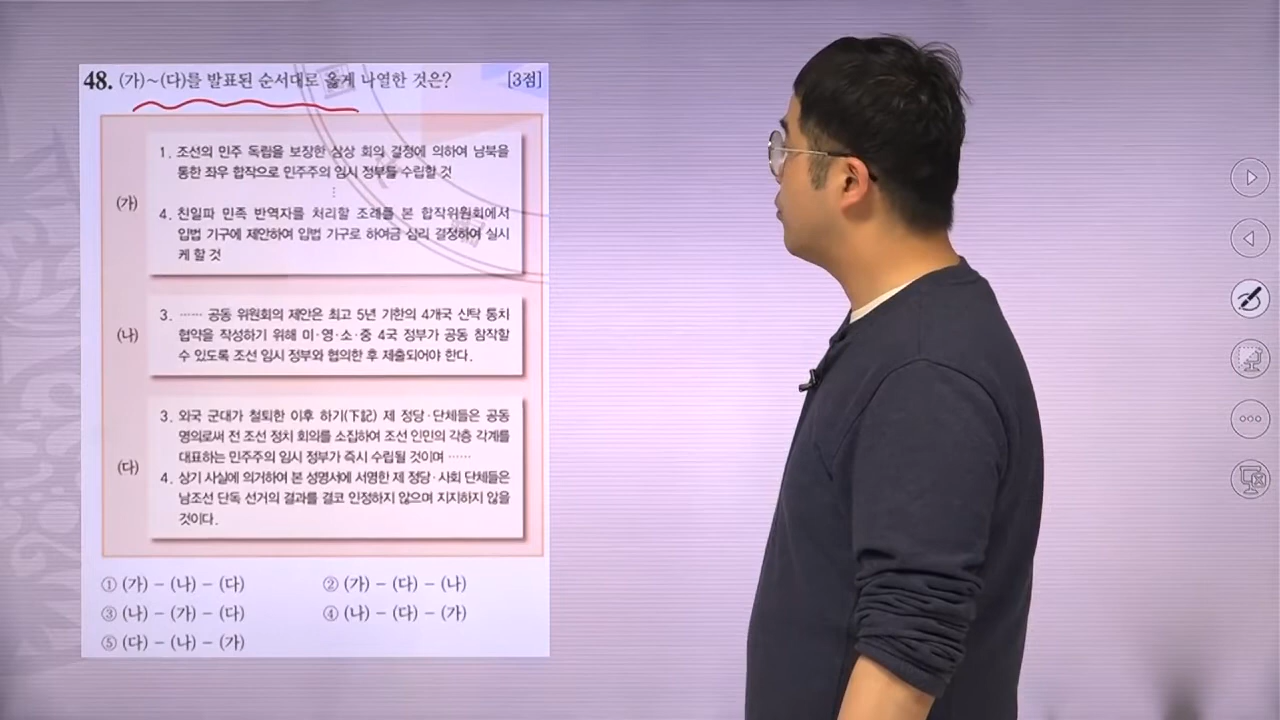 48. (가)~(다)를 발표된 순서대로 옳게 나열한 것은? [3점]
(가)
1. 조선의 민주 독립을 보장한 삼상 회의 결정에 의하여 남북을
통한 좌우 합작으로 민주주의 임시 정부를 수립할 것
⋮
4. 친일파 민족 반역자를 처리할 조례를 본 합작위원회에서
입법 기구에 제안하여 입법 기구로 하여금 심리 결정하여 실시
케 할 것
(나)
3. …… 공동 위원회의 제안은 최고 5년 기한의 4개국 신탁 통치
협약을 작성하기 위해 미·영·소·중 4국 정부가 공동 참작할
수 있도록 조선 임시 정부와 협의한 후 제출되어야 한다.
(다)
3. 외국 군대가 철퇴한 이후 하기(下記) 제 정당·단체들은 공동
명의로써 전 조선 정치 회의를 소집하여 조선 인민의 각층 각계를
대표하는 민주주의 임시 정부가 즉시 수립될 것이며 ……
4. 상기 사실에 의거하여 본 성명서에 서명한 제 정당·사회 단체들은
남조선 단독 선거의 결과를 결코 인정하지 않으며 지지하지 않을
것이다.
① (가) - (나) - (다) ② (가) - (다) - (나)
③ (나) - (가) - (다) ④ (나) - (다) - (가)
⑤ (다) - (나) - (가)